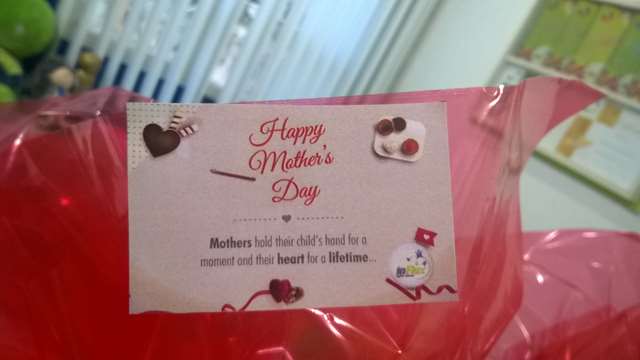 Happy
Mother's
Day
Mothers hold their child's hand for a
moment and their heart for a lifetime...